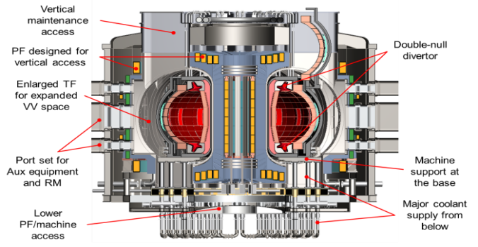 Vertical
maintenance
access
PF designed for
vertical access
Enlarged TF
for expanded
VV space
Port set for
Aux equipment
and RM
Lower
PF/machine
access
Double-null
divertor
Machine
support at
the base
Major coolant
supply from
below